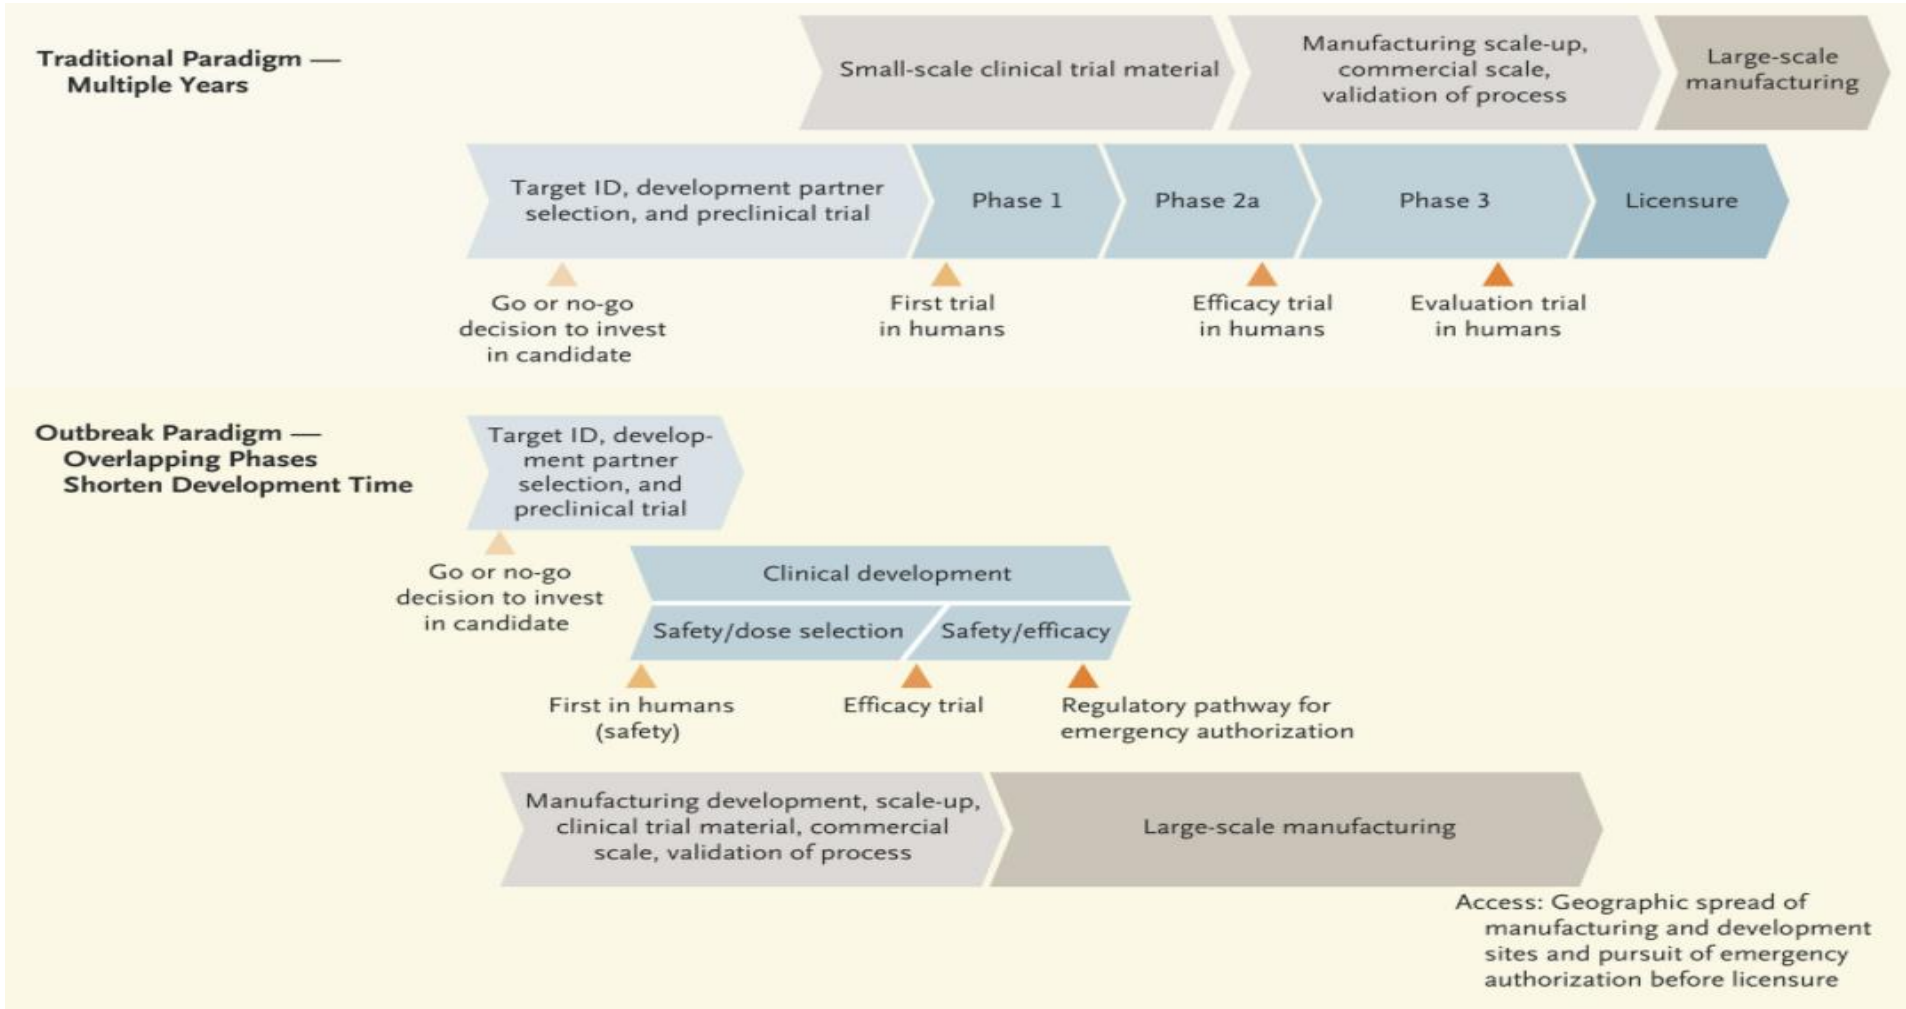 Traditional Paradigm —
Multiple Years
Small-scale clinical trial material
Manufacturing scale-up,
commercial scale,
validation of process
Large-scale
manufacturing
Target ID, development partner
selection, and preclinical trial
Phase 1
Phase 2a
Phase 3
Licensure
Go or no-go
decision to invest
in candidate
First trial
in humans
Efficacy trial
in humans
Evaluation trial
in humans
Outbreak Paradigm —
Overlapping Phases
Shorten Development Time
Target ID, develop-
ment partner
selection, and
preclinical trial
Go or no-go
decision to invest
in candidate
Clinical development
Safety/dose selection
Safety/efficacy
First in humans
(safety)
Efficacy trial
Regulatory pathway for
emergency authorization
Manufacturing development, scale-up,
clinical trial material, commercial
scale, validation of process
Large-scale manufacturing
Access: Geographic spread of
manufacturing and development
sites and pursuit of emergency
authorization before licensure